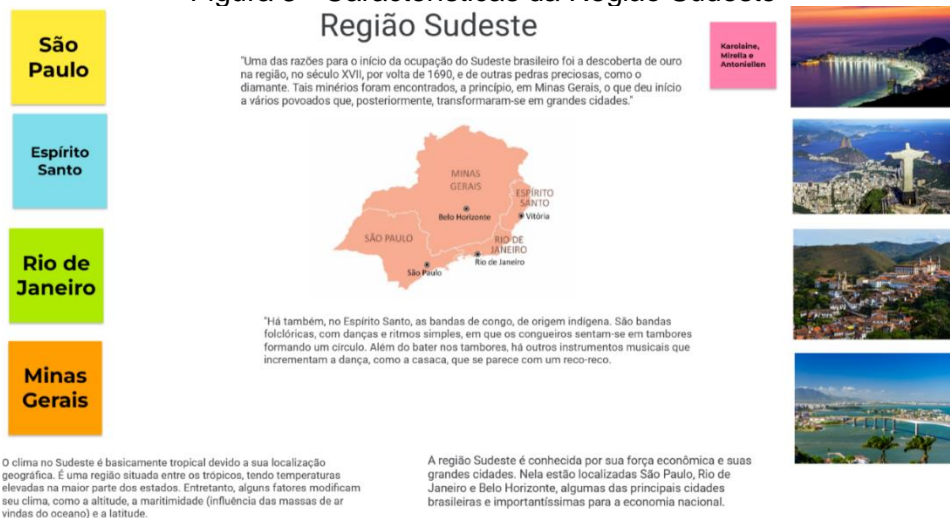 Figura 3 - Características da Região Sudeste
Região Sudeste
São
Paulo
"Uma das razões para o início da ocupação do Sudeste brasileiro foi a descoberta de ouro
na região, no século XVII, por volta de 1690, e de outras pedras preciosas, como o
diamante. Tais minérios foram encontrados, a princípio, em Minas Gerais, o que deu início
a vários povoados que, posteriormente, transformaram-se em grandes cidades."
Karolaine,
Mirella e
Antoniellen
Espírito
Santo
MINAS
GERAIS
ESPÍRITO
SANTO
Belo Horizonte
Vitória
SÃO PAULO
RIO DE
JANEIRO
São Paulo
Rio de Janeiro
Rio de
Janeiro
"Há também, no Espírito Santo, as bandas de congo, de origem indígena. São bandas
folclóricas, com danças e ritmos simples, em que os congueiros sentam-se em tambores
formando um círculo. Além do bater nos tambores, há outros instrumentos musicais que
incrementam a dança, como a casaca, que se parece com um reco-reco.
Minas
Gerais
O clima no Sudeste é basicamente tropical devido a sua localização
geográfica. É uma região situada entre os trópicos, tendo temperaturas
elevadas na maior parte dos estados. Entretanto, alguns fatores modificam
seu clima, como a altitude, a maritimidade (influência das massas de ar
vindas do oceano) e a latitude.
A região Sudeste é conhecida por sua força econômica e suas
grandes cidades. Nela estão localizadas São Paulo, Rio de
Janeiro e Belo Horizonte, algumas das principais cidades
brasileiras e importantíssimas para a economia nacional.